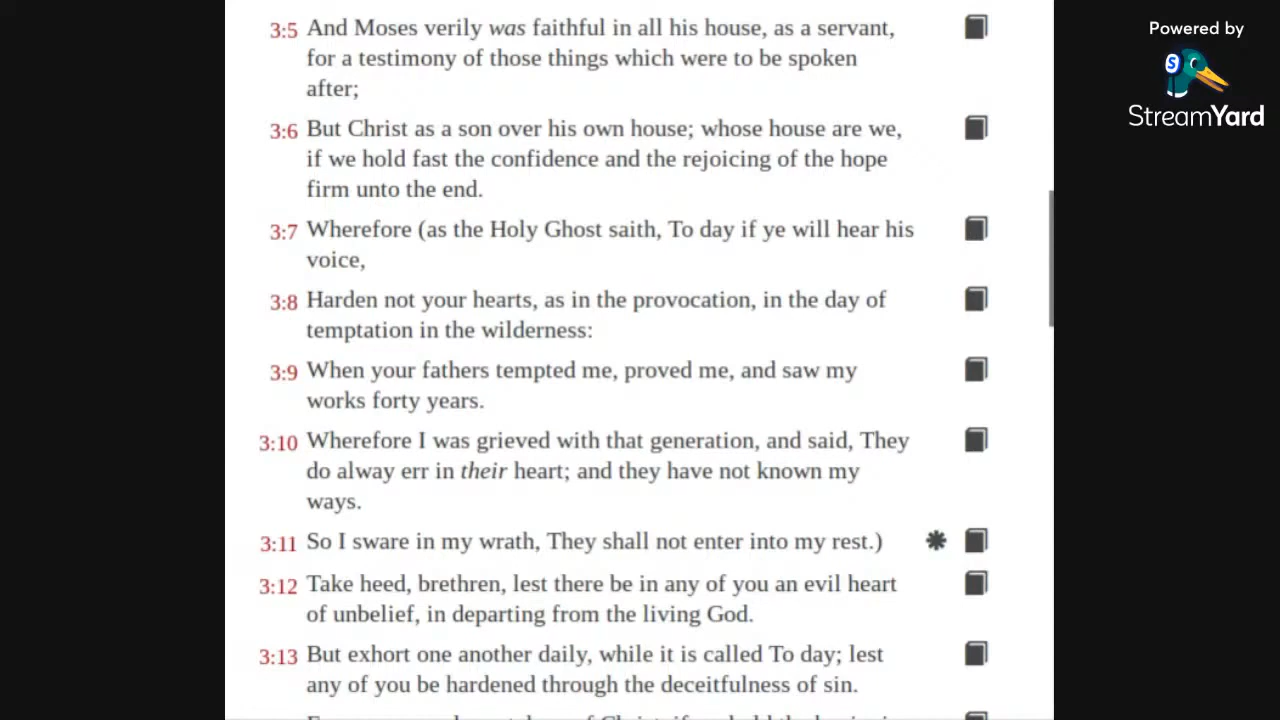 3:5 And Moses verily was faithful in all his house, as a servant,
for a testimony of those things which were to be spoken
after;
3:6 But Christ as a son over his own house; whose house are we,
if we hold fast the confidence and the rejoicing of the hope
firm unto the end.
3:7 Wherefore (as the Holy Ghost saith, To day if ye will hear his
voice,
3:8 Harden not your hearts, as in the provocation, in the day of
temptation in the wilderness:
3:9 When your fathers tempted me, proved me, and saw my
works forty years.
3:10 Wherefore I was grieved with that generation, and said, They
do alway err in their heart; and they have not known my
ways.
3:11 So I sware in my wrath, They shall not enter into my rest.)
3:12 Take heed, brethren, lest there be in any of you an evil heart
of unbelief, in departing from the living God.
3:13 But exhort one another daily, while it is called To day; lest
any of you be hardened through the deceitfulness of sin.
Powered by
S
StreamYard